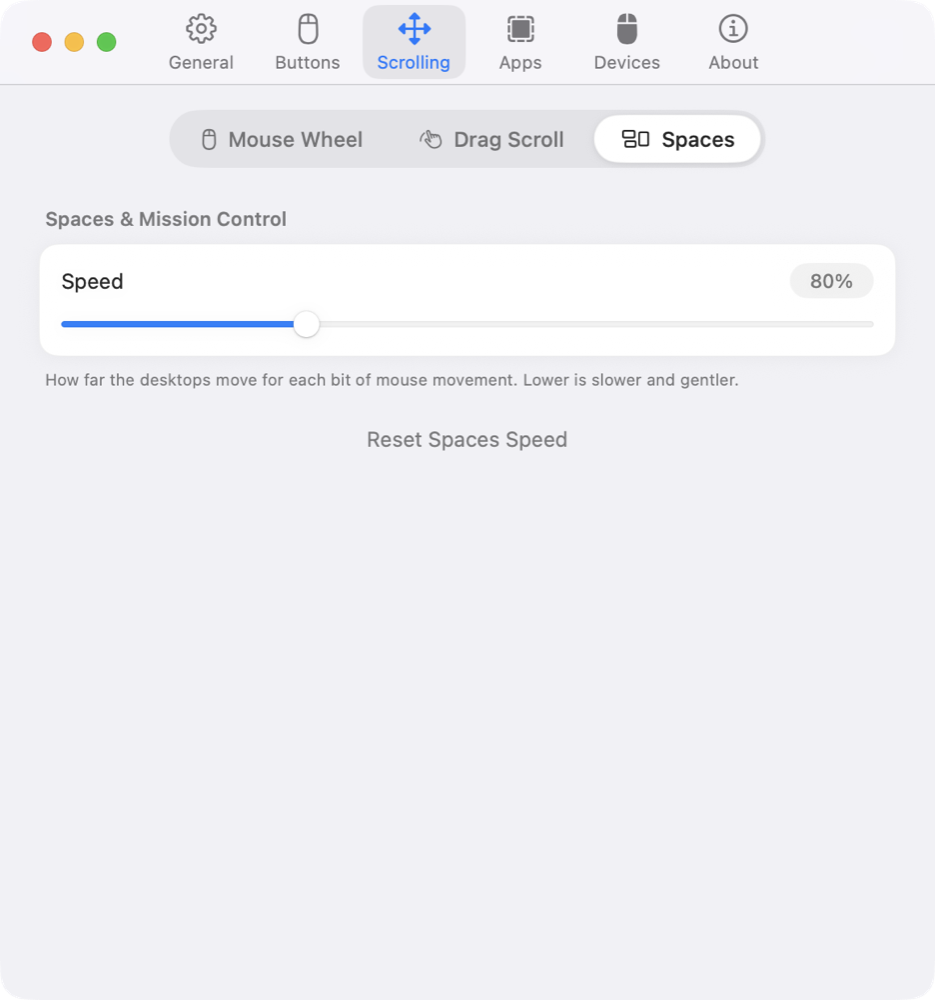 General
Buttons
Scrolling
Apps
Devices
About
Mouse Wheel
Drag Scroll
Spaces
Spaces & Mission Control
Speed
80%
How far the desktops move for each bit of mouse movement. Lower is slower and gentler.
Reset Spaces Speed